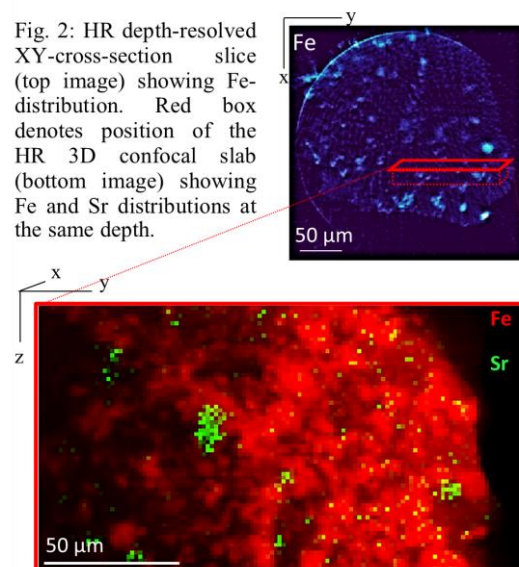 Fig. 2: HR depth-resolved
XY-cross-section slice
(top image) showing Fe-
distribution. Red box
denotes position of the
HR 3D confocal slab
(bottom image) showing
Fe and Sr distributions at
the same depth.
y
x
Fe
50 µm
x
y
z
Fe
Sr
50 µm